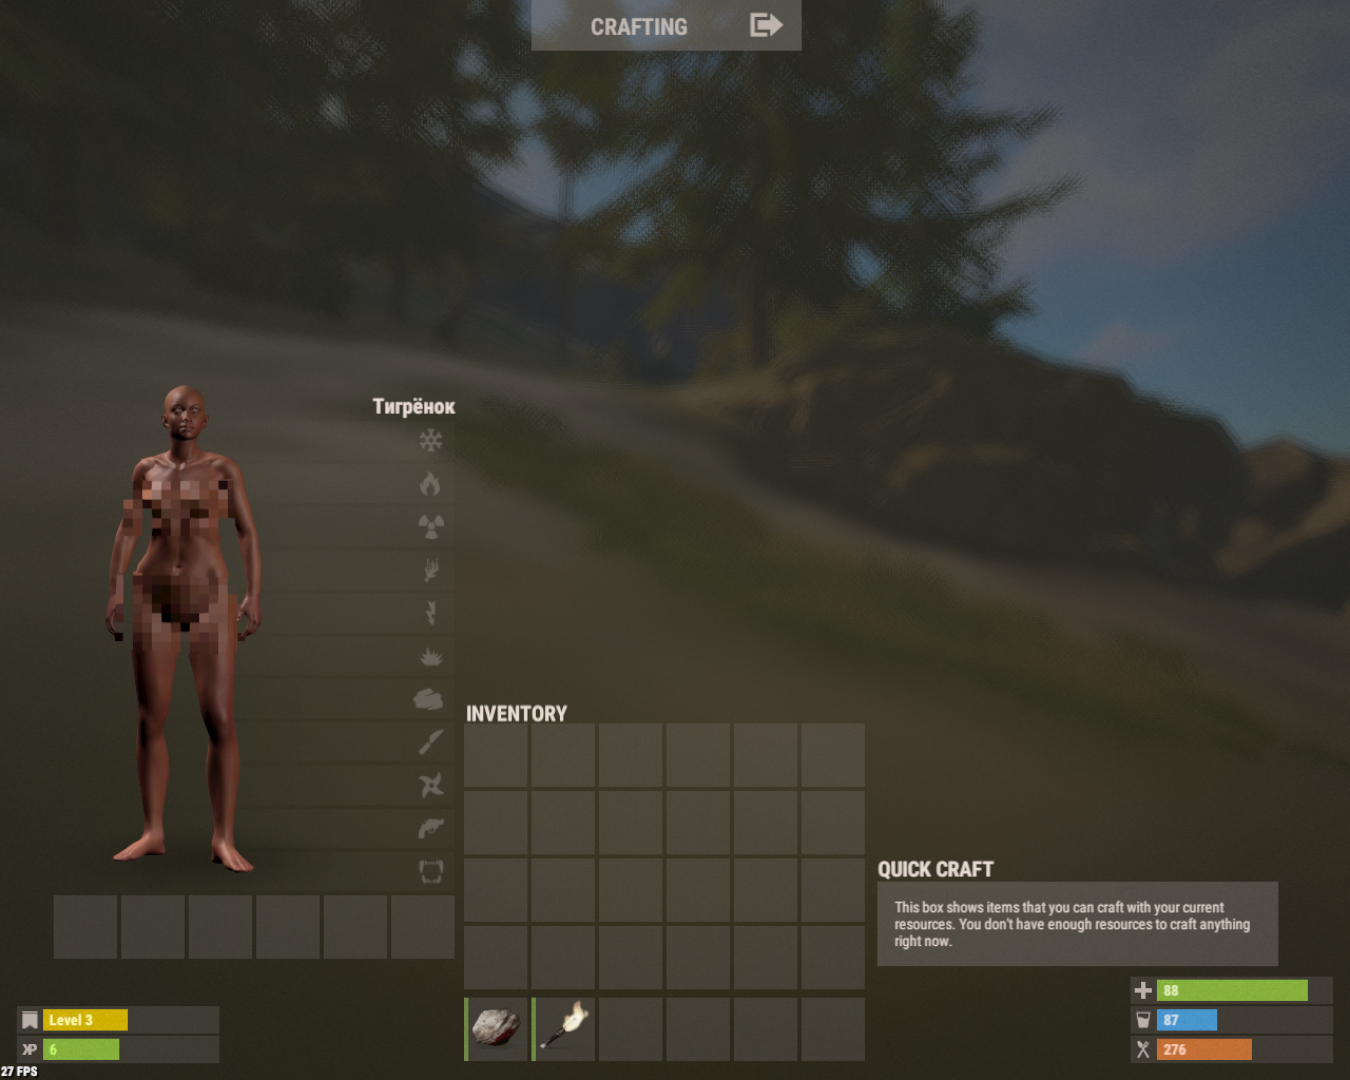 CRAFTING
Тигрёнок
INVENTORY
QUICK CRAFT
This box shows items that you can craft with your current
resources. You don't have enough resources to craft anything
right now.
88
87
276
Level 3
XP 6
27 FPS